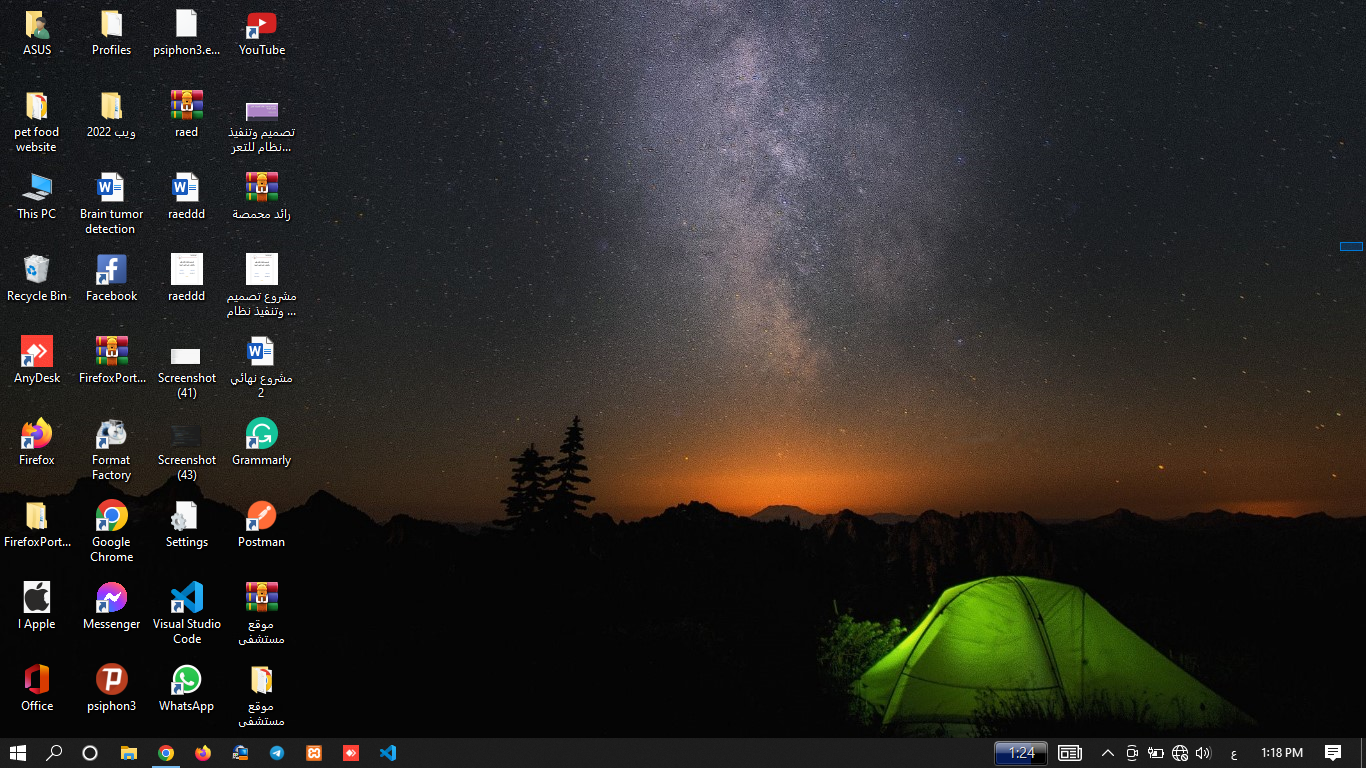 ASUS
Profiles
psiphon3.e...
YouTube
pet food
website
ويب 2022
raed
تصميم وتنفيذ
نظام للتعر...
This PC
Brain tumor
detection
raeddd
رائد محمصة
Recycle Bin
Facebook
raeddd
مشروع تصميم
وتنفيذ نظام ...
AnyDesk
FirefoxPort...
Screenshot
(41)
مشروع نهائي
2
Firefox
Format
Factory
Screenshot
(43)
Grammarly
FirefoxPort...
Google
Chrome
Settings
Postman
I Apple
Messenger
Visual Studio
Code
موقع
مستشفى
Office
psiphon3
WhatsApp
موقع
مستشفى
1:24
ع
1:18 PM